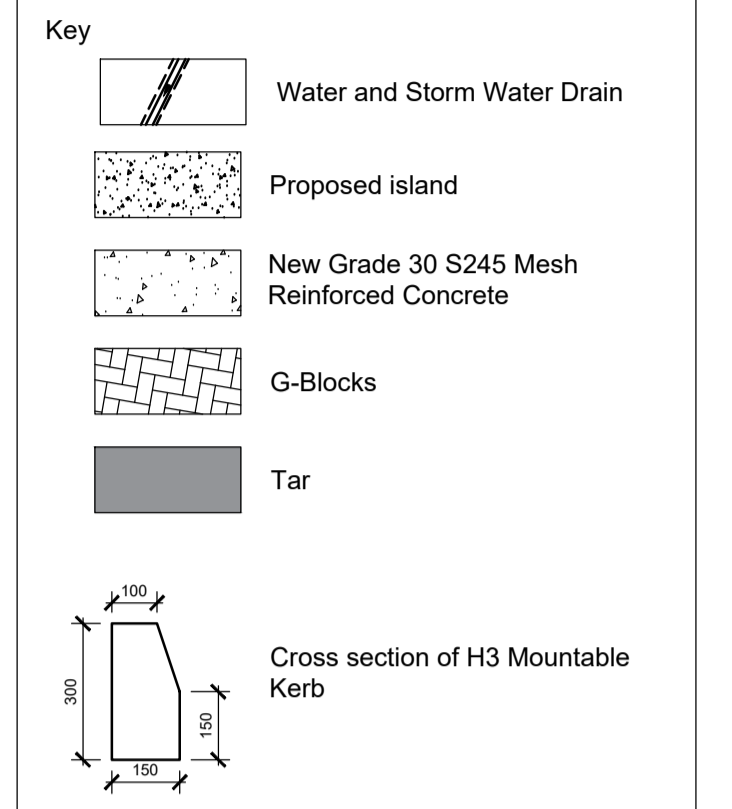 Key
Water and Storm Water Drain
Proposed island
New Grade 30 S245 Mesh
Reinforced Concrete
G-Blocks
Tar
100
300
150
150
Cross section of H3 Mountable
Kerb